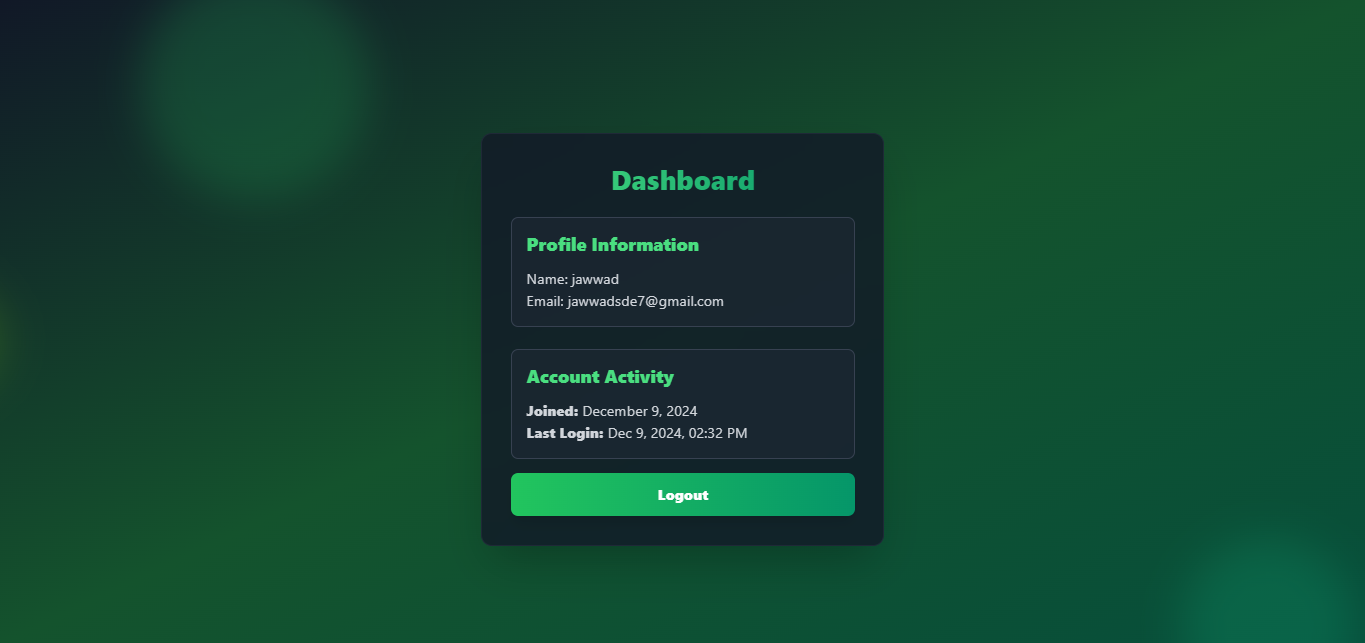 Dashboard
Profile Information
Name: jawwad
Email: jawwadsde7@gmail.com
Account Activity
Joined: December 9, 2024
Last Login: Dec 9, 2024, 02:32 PM
Logout